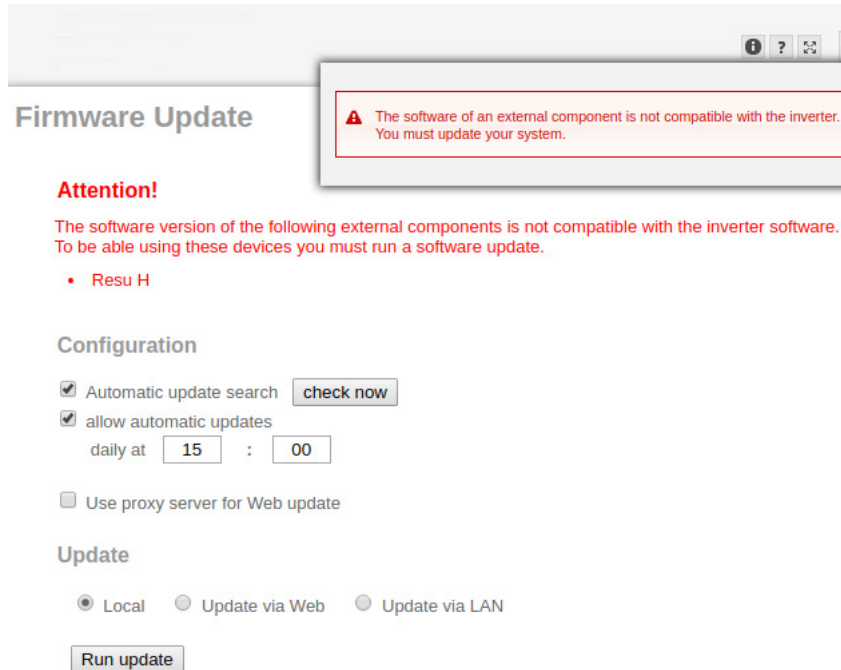 The software of an external component is not compatible with the inverter.
You must update your system.
Firmware Update
Attention!
The software version of the following external components is not compatible with the inverter software.
To be able using these devices you must run a software update.
Resu H
Configuration
Automatic update search check now
allow automatic updates
daily at 15 : 00
Use proxy server for Web update
Update
Local Update via Web Update via LAN
Run update